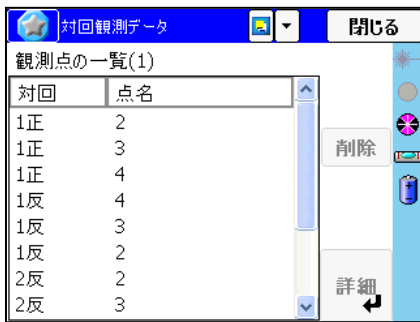 対回観測データ
閉じる
観測点の一覧(1)
対回 点名
1正 2
1正 3
1正 4
1反 4
1反 3
1反 2
2反 2
2反 3
削除
詳細